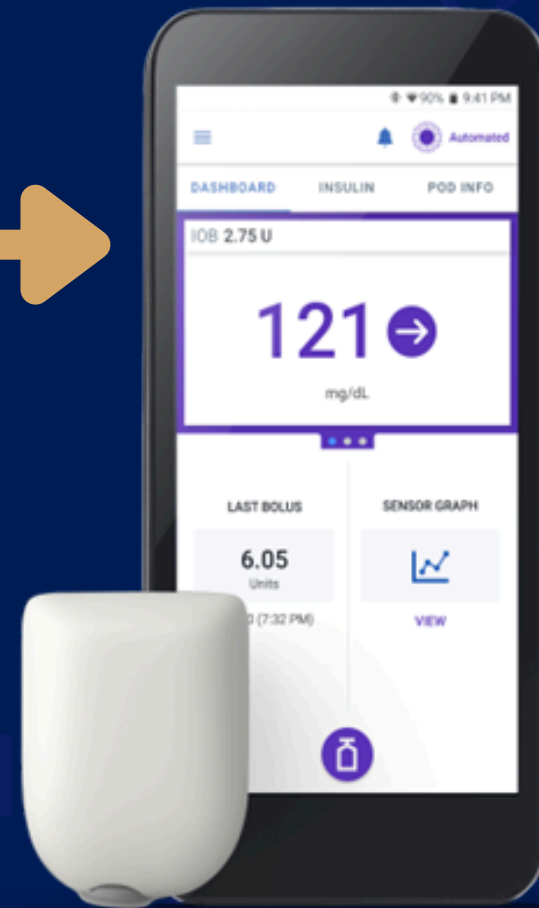 90% 9:41 PM
Automated
DASHBOARD INSULIN POD INFO
IOB 2.75 U
121
mg/dL
LAST BOLUS SENSOR GRAPH
6.05
Units
(7:32 PM) VIEW